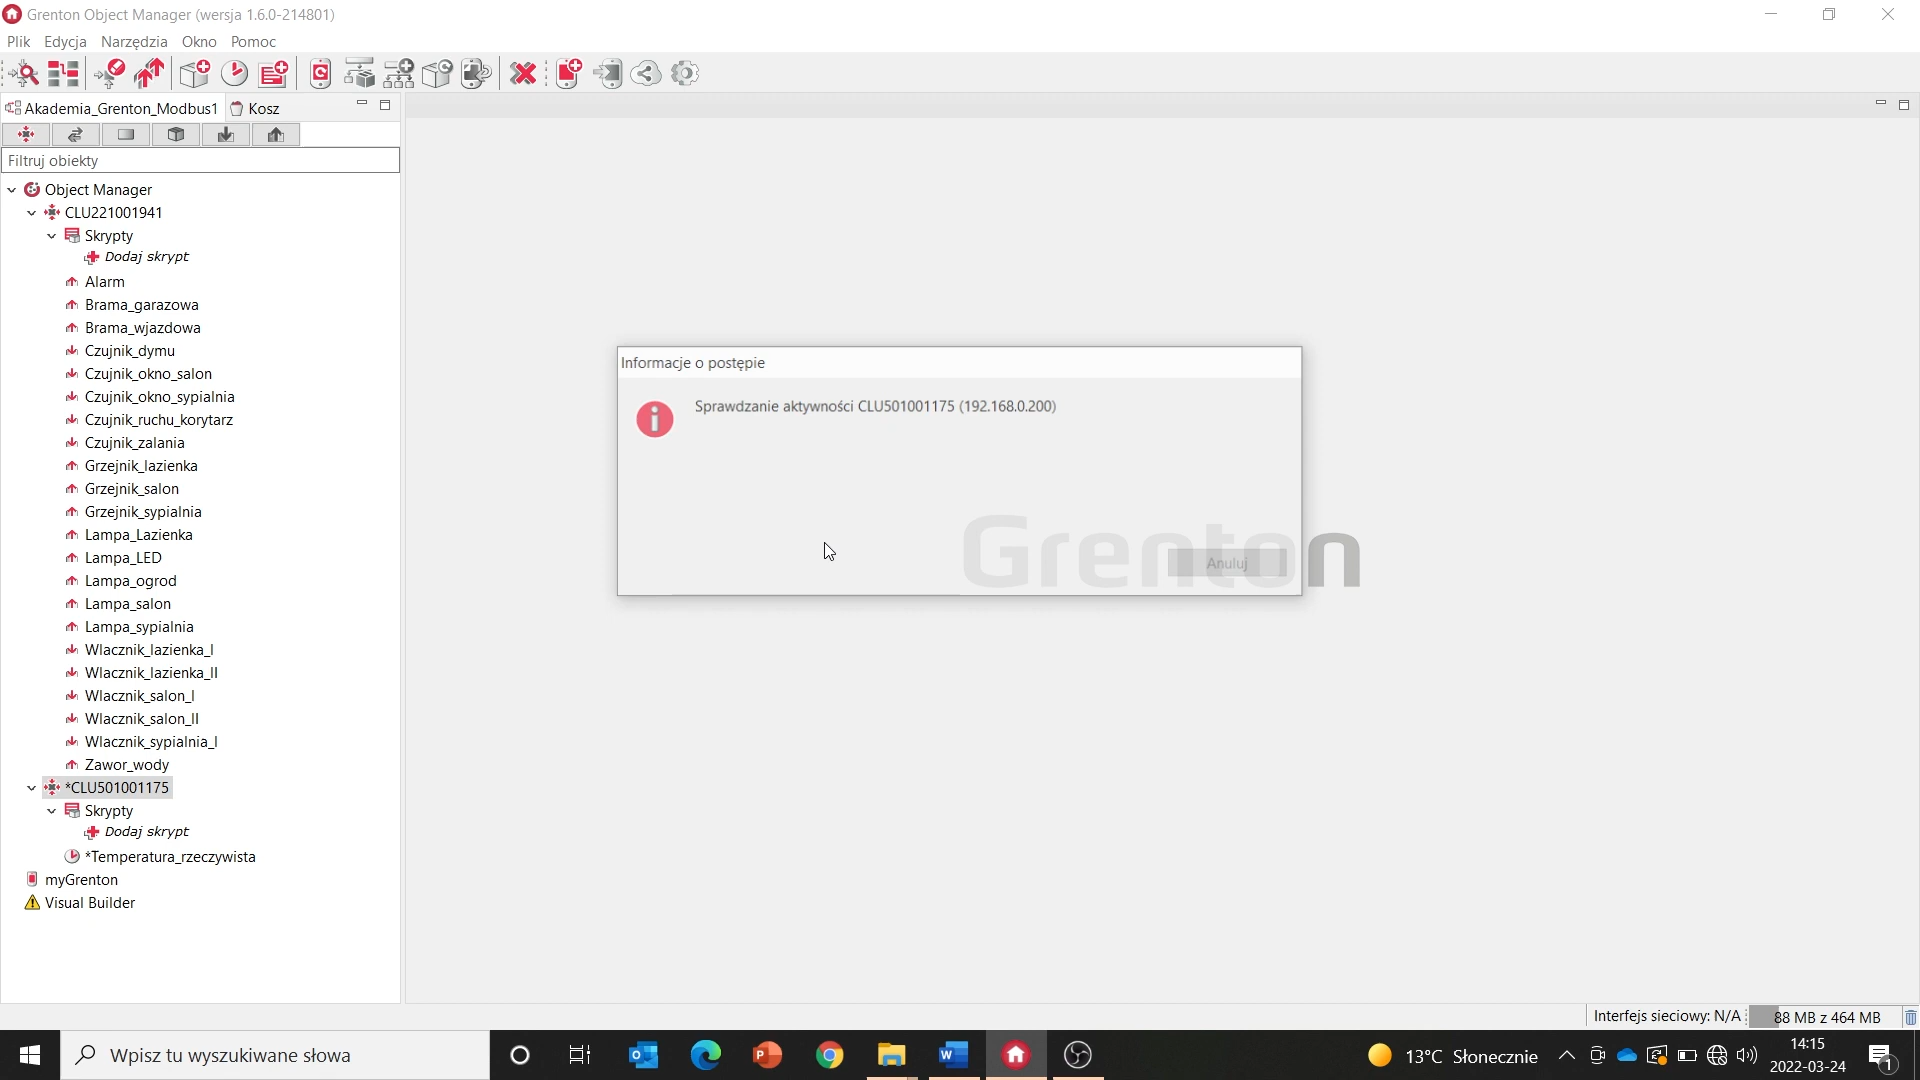 Grenton Object Manager (wersja 1.6.0-214801)
Plik Edycja Narzędzia Okno Pomoc
Akademia_Grenton_Modbus1 Kosz
Filtruj obiekty
Object Manager
CLU221001941
Skrypty
Dodaj skrypt
Alarm
Brama_garazowa
Brama_wjazdowa
Czujnik_dymu
Czujnik_okno_salon
Czujnik_okno_sypialnia
Czujnik_ruchu_korytarz
Czujnik_zalania
Grzejnik_lazienka
Grzejnik_salon
Grzejnik_sypialnia
Lampa_Lazienka
Lampa_LED
Lampa_ogrod
Lampa_salon
Lampa_sypialnia
Wlacznik_lazienka_I
Wlacznik_lazienka_II
Wlacznik_salon_I
Wlacznik_salon_II
Wlacznik_sypialnia_I
Zawor_wody
*CLU501001175
Skrypty
Dodaj skrypt
*Temperatura_rzeczywista
myGrenton
Visual Builder
Informacje o postępie
Sprawdzanie aktywności CLU501001175 (192.168.0.200)
Grenton
Anuluj
Interfejs sieciowy: N/A 88 MB z 464 MB
Wpisz tu wyszukiwane słowa
13°C Słonecznie
14:15
2022-03-24
1